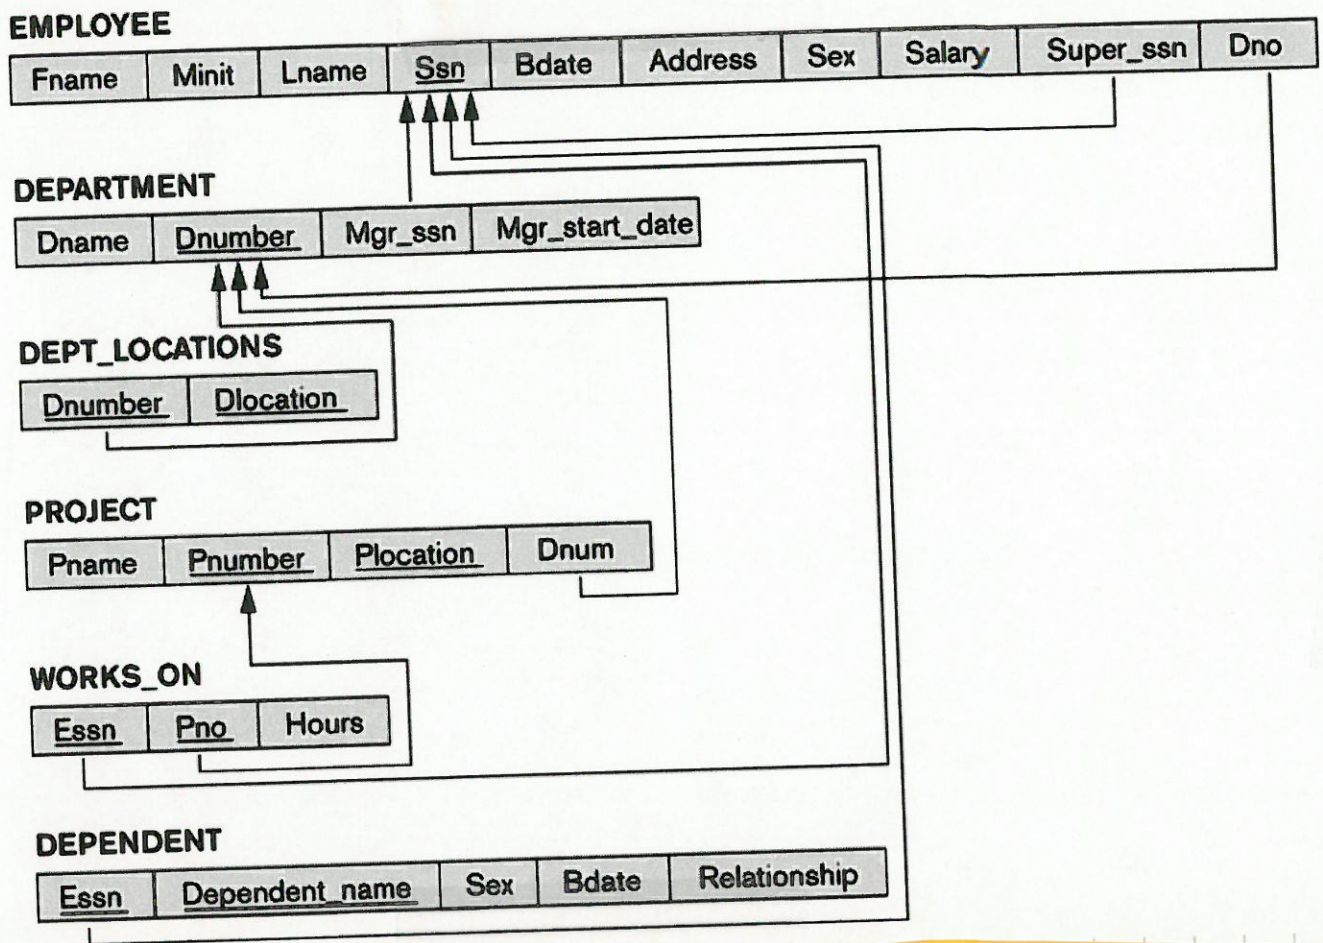 EMPLOYEE
Fname Minit Lname Ssn Bdate Address Sex Salary Super_ssn Dno
DEPARTMENT
Dname Dnumber Mgr_ssn Mgr_start_date
DEPT_LOCATIONS
Dnumber Dlocation
PROJECT
Pname Pnumber Plocation Dnum
WORKS_ON
Essn Pno Hours
DEPENDENT
Essn Dependent_name Sex Bdate Relationship